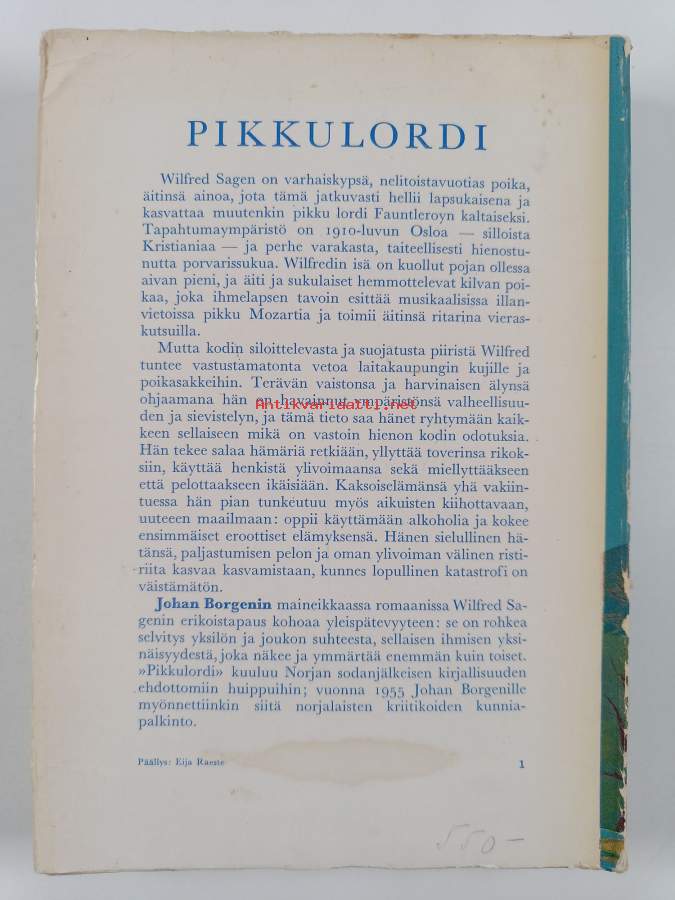 PIKKULORDI
Wilfred Sagen on varhaiskypsä, nelitoistavuotias poika,
äitinsä ainoa, jota tämä jatkuvasti hellii lapsukaisena ja
kasvattaa muutenkin pikku lordi Fauntleroyn kaltaiseksi.
Tapahtumaympäristö on 1910-luvun Osloa — silloista
Kristianiaa — ja perhe varakasta, taiteellisesti hienostu-
nutta porvarissukua. Wilfredin isä on kuollut pojan ollessa
aivan pieni, ja äiti ja sukulaiset hemmottelevat kilvan poi-
kaa, joka ihmelapsen tavoin esittää musikaalisissa illan-
vietoissa pikku Mozartia ja toimii äitinsä ritarina vieras-
kutsuilla.
Mutta kodin siloittelevasta ja suojatusta piiristä Wilfred
tuntee vastustamatonta vetoa laitakaupungin kujille ja
poikasakkeihin. Terävän vaistonsa ja harvinaisen älynsä
ohjaamana hän on havainnut ympäristönsä valheellisuu-
Antikvariaatti.net
den ja sievistelyn, ja tämä tieto saa hänet ryhtymään kaik-
keen sellaiseen mikä on vastoin hienon kodin odotuksia.
Hän tekee salaa hämäriä retkiään, yllyttää toverinsa rikok-
siin, käyttää henkistä ylivoimaansa sekä miellyttääkseen
että pelottaakseen ikäisiään. Kaksoiselämänsä yhä vakiin-
tuessa hän pian tunkeutuu myös aikuisten kiihottavaan,
uuteeen maailmaan: oppii käyttämään alkoholia ja kokee
ensimmäiset eroottiset elämyksensä. Hänen sielullinen hä-
tänsä, paljastumisen pelon ja oman ylivoiman välinen risti-
riita kasvaa kasvamistaan, kunnes lopullinen katastrofi on
väistämätön.
Johan Borgenin maineikkaassa romaanissa Wilfred Sa-
genin erikoistapaus kohoaa yleispätevyyteen: se on rohkea
selvitys yksilön ja joukon suhteesta, sellaisen ihmisen yksi-
näisyydestä, joka näkee ja ymmärtää enemmän kuin toiset.
»Pikkulordi» kuuluu Norjan sodanjälkeisen kirjallisuuden
ehdottomiin huippuihin; vuonna 1955 Johan Borgenille
myönnettiinkin siitä norjalaisten kriitikoiden kunnia-
palkinto.
Päällys: Eija Raeste 1
550-